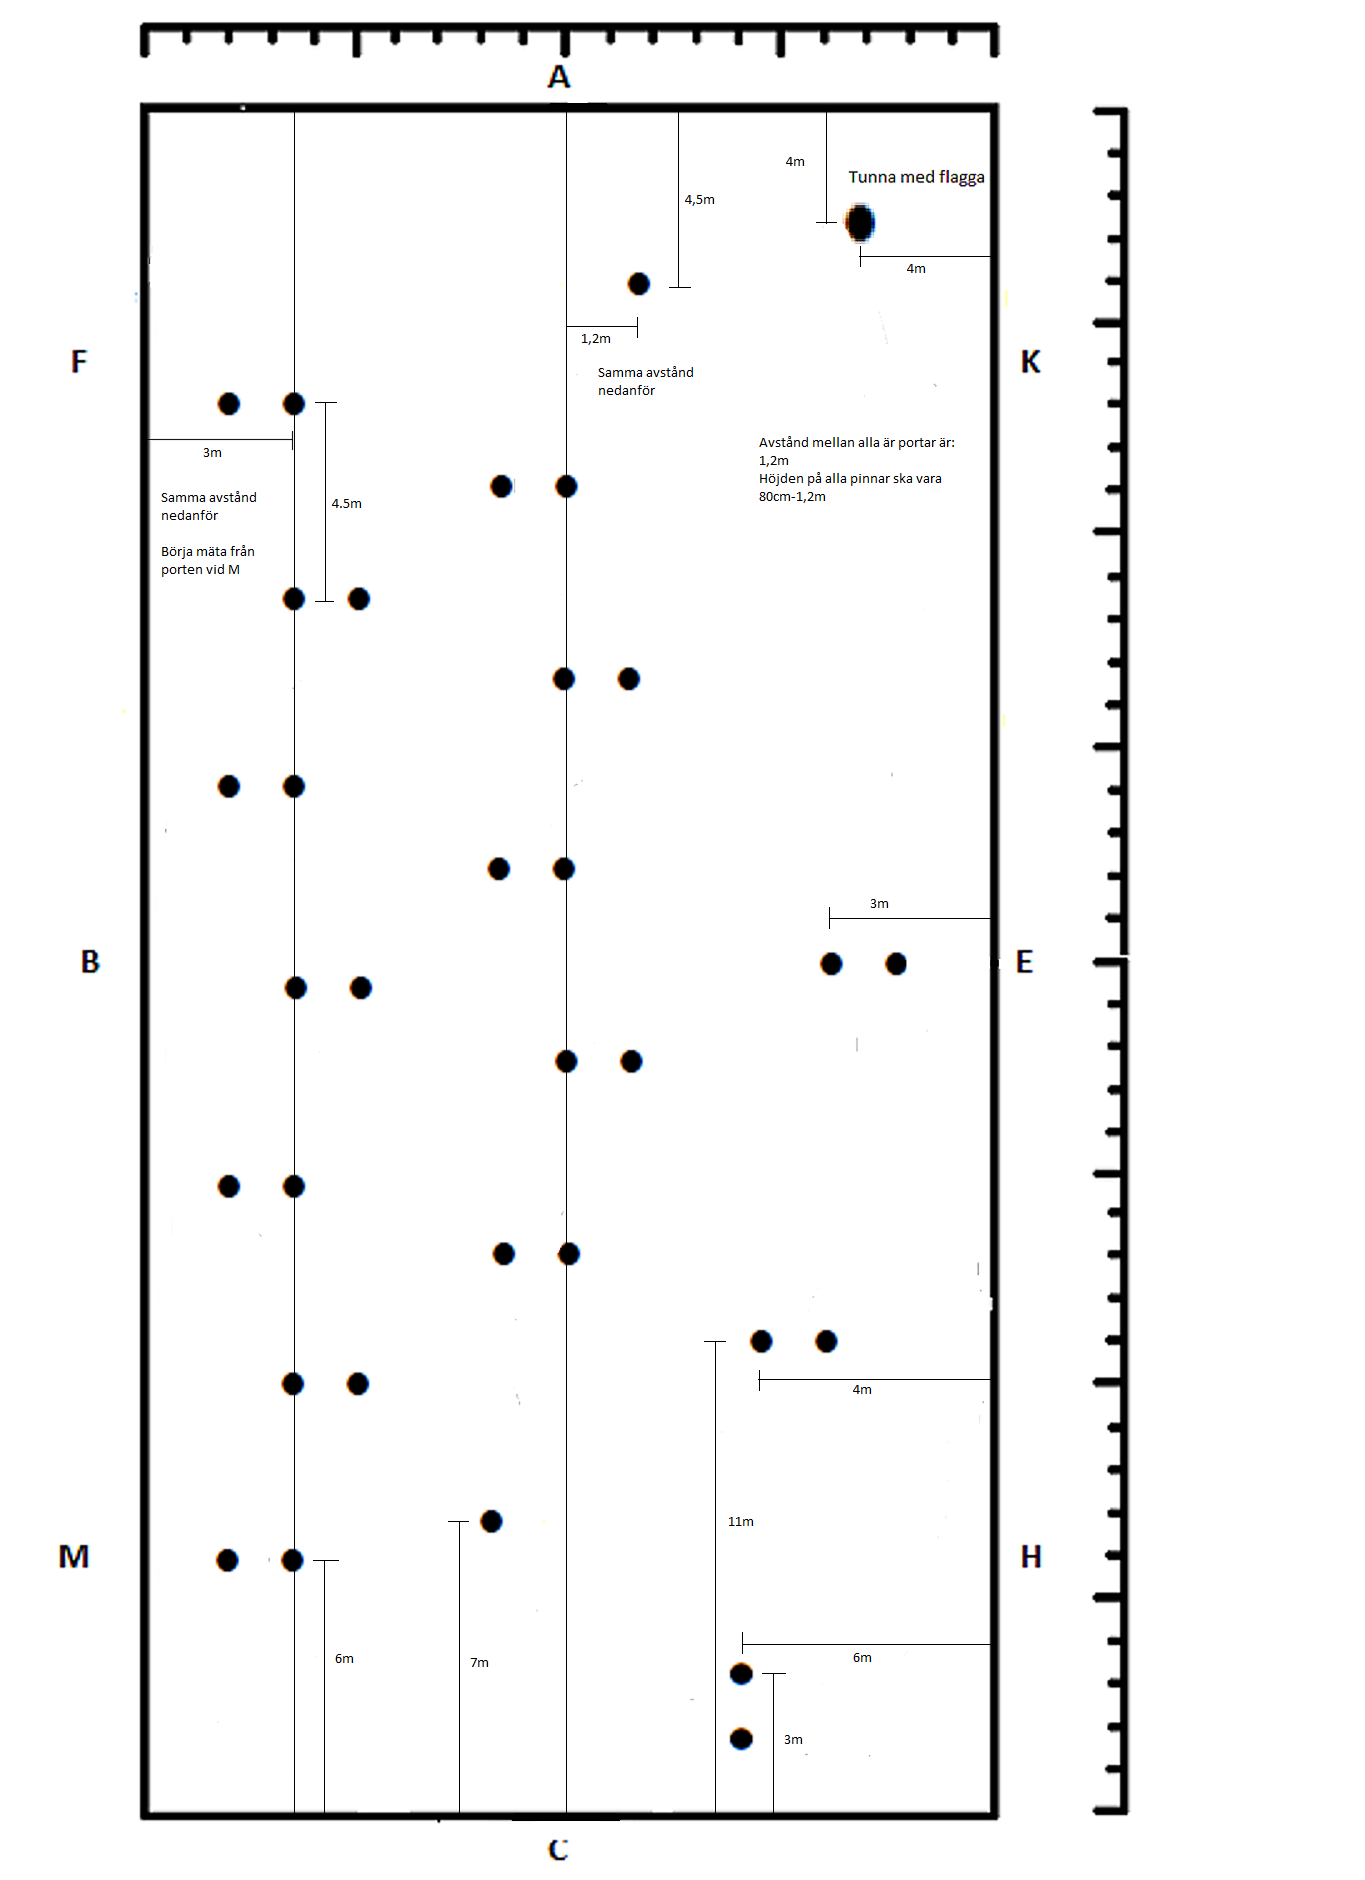 A
4m
Tunna med flagga
4,5m
4m
1,2m
F
K
Samma avstånd
nedanför
3m
Avstånd mellan alla är portar är:
1,2m
Höjden på alla pinnar ska vara
80cm-1,2m
Samma avstånd
nedanför
4.5m
Börja mäta från
porten vid M
3m
B
E
4m
11m
M
H
6m
7m
6m
3m
C